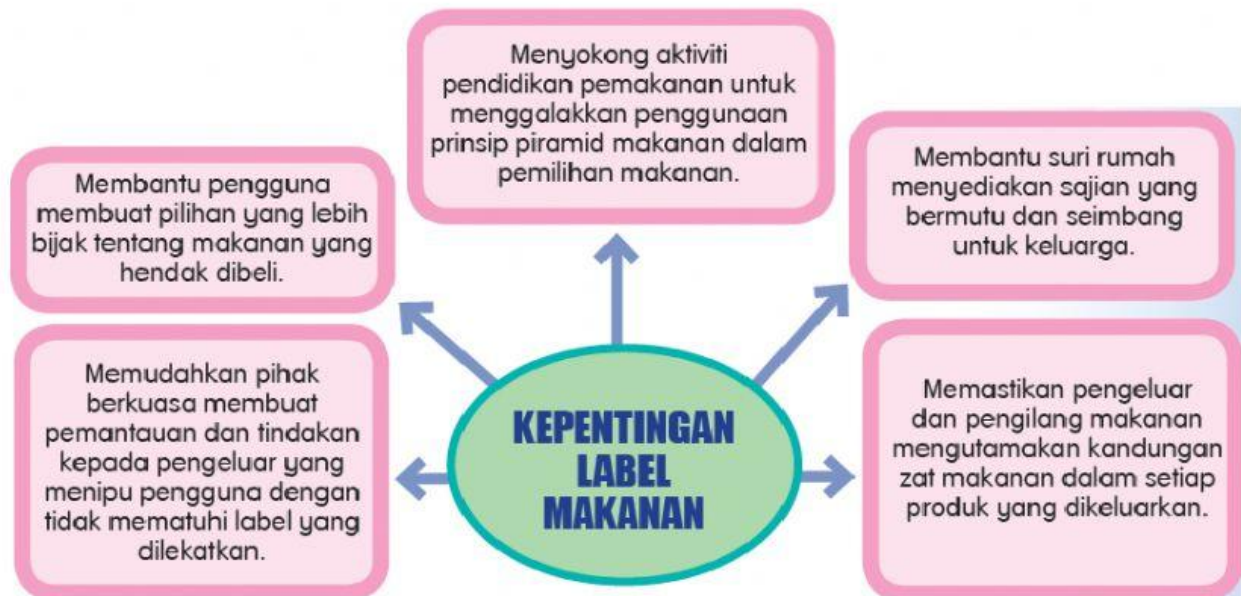 Menyokong aktiviti
pendidikan pemakanan untuk
menggalakkan penggunaan
prinsip piramid makanan dalam
pemilihan makanan.
Membantu pengguna
membuat pilihan yang lebih
bijak tentang makanan yang
hendak dibeli.
Membantu suri rumah
menyediakan sajian yang
bermutu dan seimbang
untuk keluarga.
Memudahkan pihak
berkuasa membuat
pemantauan dan tindakan
kepada pengeluar yang
menipu pengguna dengan
tidak mematuhi label yang
dilekatkan.
KEPENTINGAN
LABEL
MAKANAN
Memastikan pengeluar
dan pengilang makanan
mengutamakan kandungan
zat makanan dalam setiap
produk yang dikeluarkan.